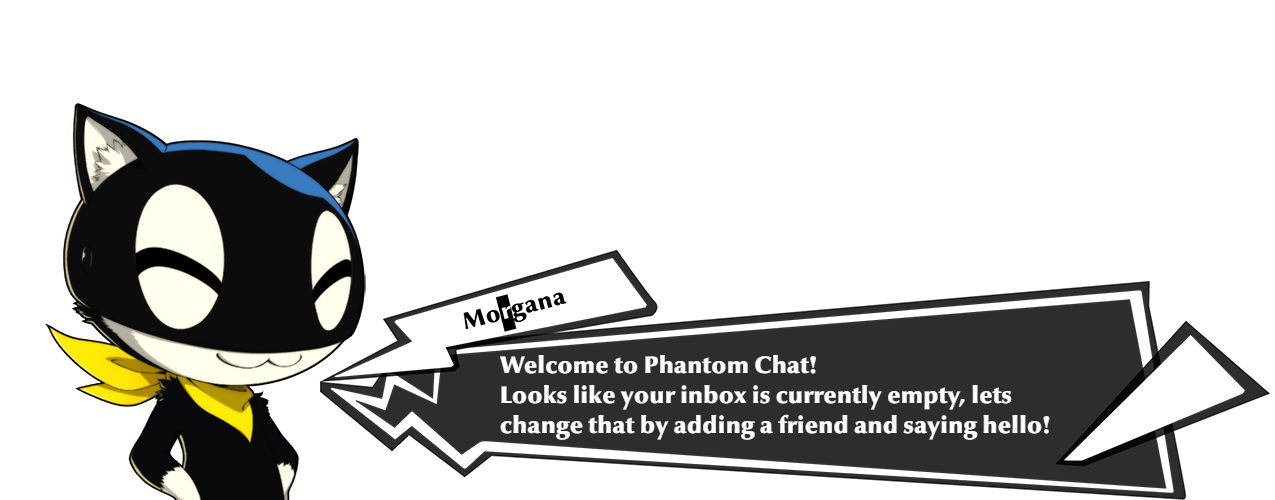 Morgana
Welcome to Phantom Chat!
Looks like your inbox is currently empty, lets
change that by adding a friend and saying hello!